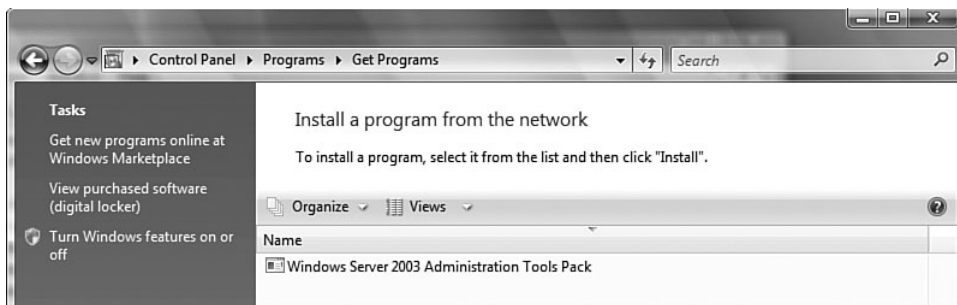 Control Panel Programs Get Programs
Search
Tasks
Get new programs online at
Windows Marketplace
View purchased software
(digital locker)
Turn Windows features on or
off
Install a program from the network
To install a program, select it from the list and then click "Install".
Organize Views
Name
Windows Server 2003 Administration Tools Pack